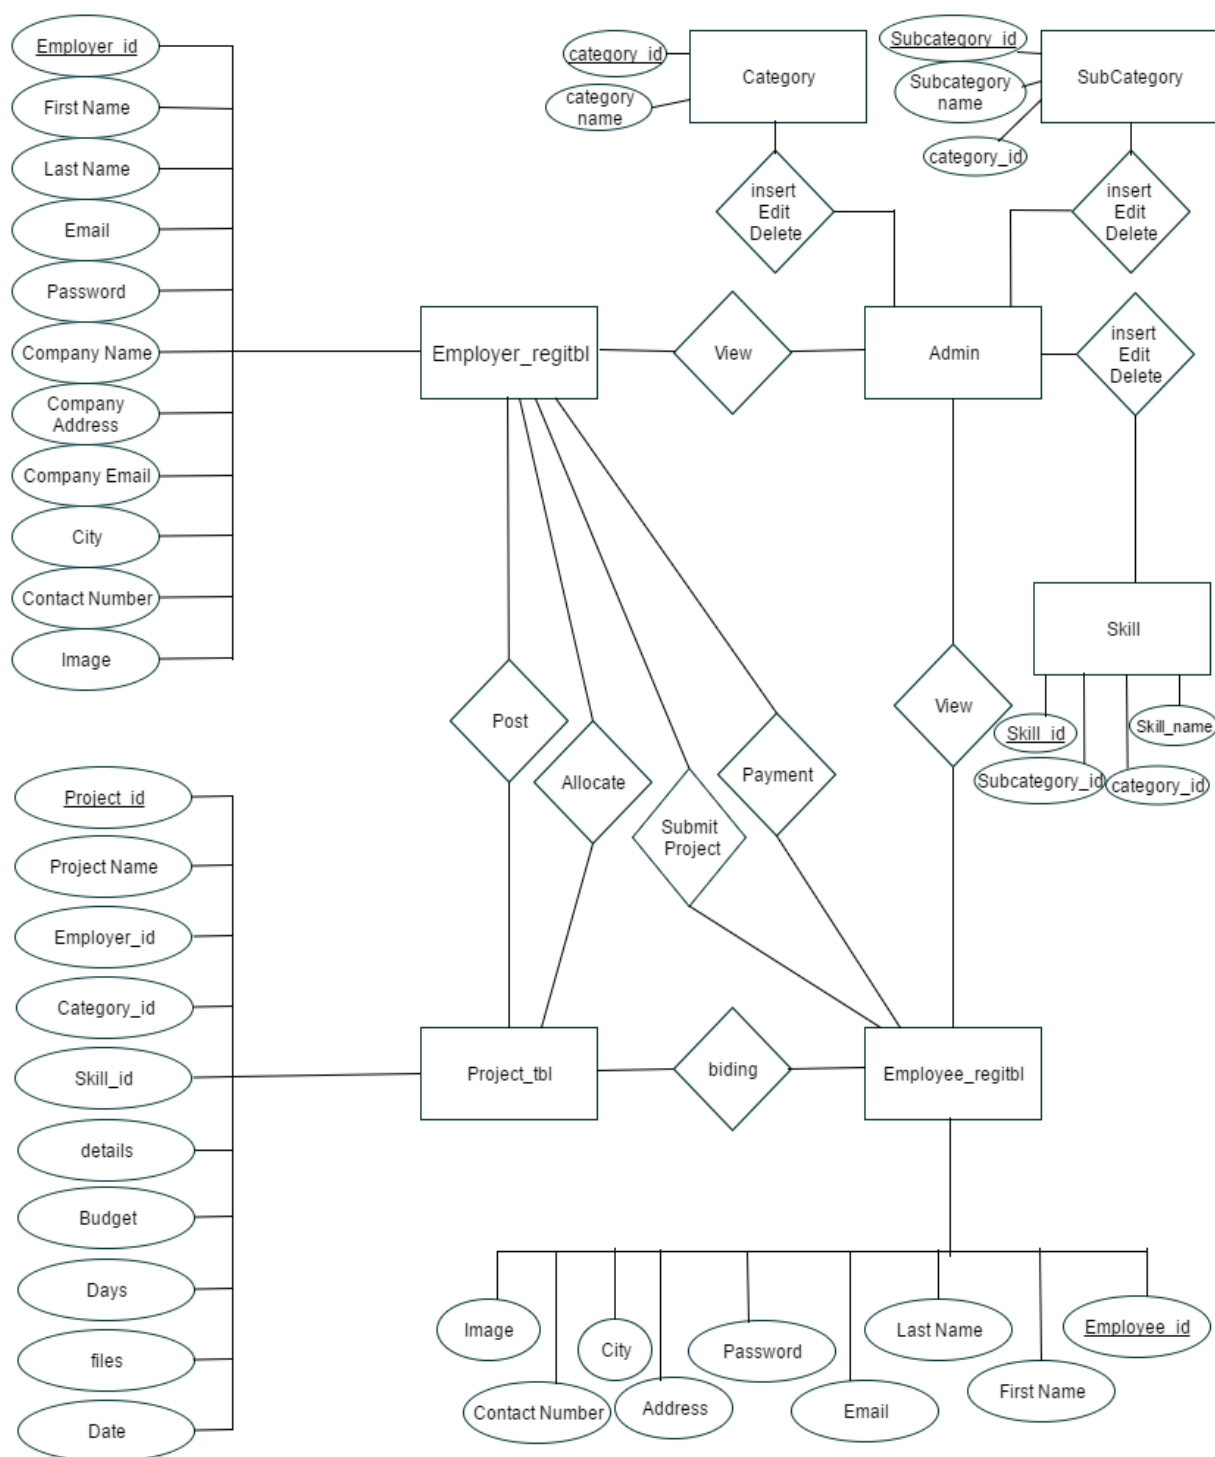 Employer_id
First Name
Last Name
Email
Password
Company Name
Company
Address
Company Email
City
Contact Number
Image
category_id
category
name
Category
Subcategory_id
Subcategory
name
category_id
SubCategory
insert
Edit
Delete
insert
Edit
Delete
Employer_regitbl
View
Admin
insert
Edit
Delete
Skill
Skill_id
Subcategory_id
category_id
Skill_name
Post
Allocate
Submit
Project
Payment
View
Project_id
Project Name
Employer_id
Category_id
Skill_id
details
Budget
Days
files
Date
Project_tbl
biding
Employee_regitbl
Image
Contact Number
City
Address
Password
Email
Last Name
First Name
Employee_id